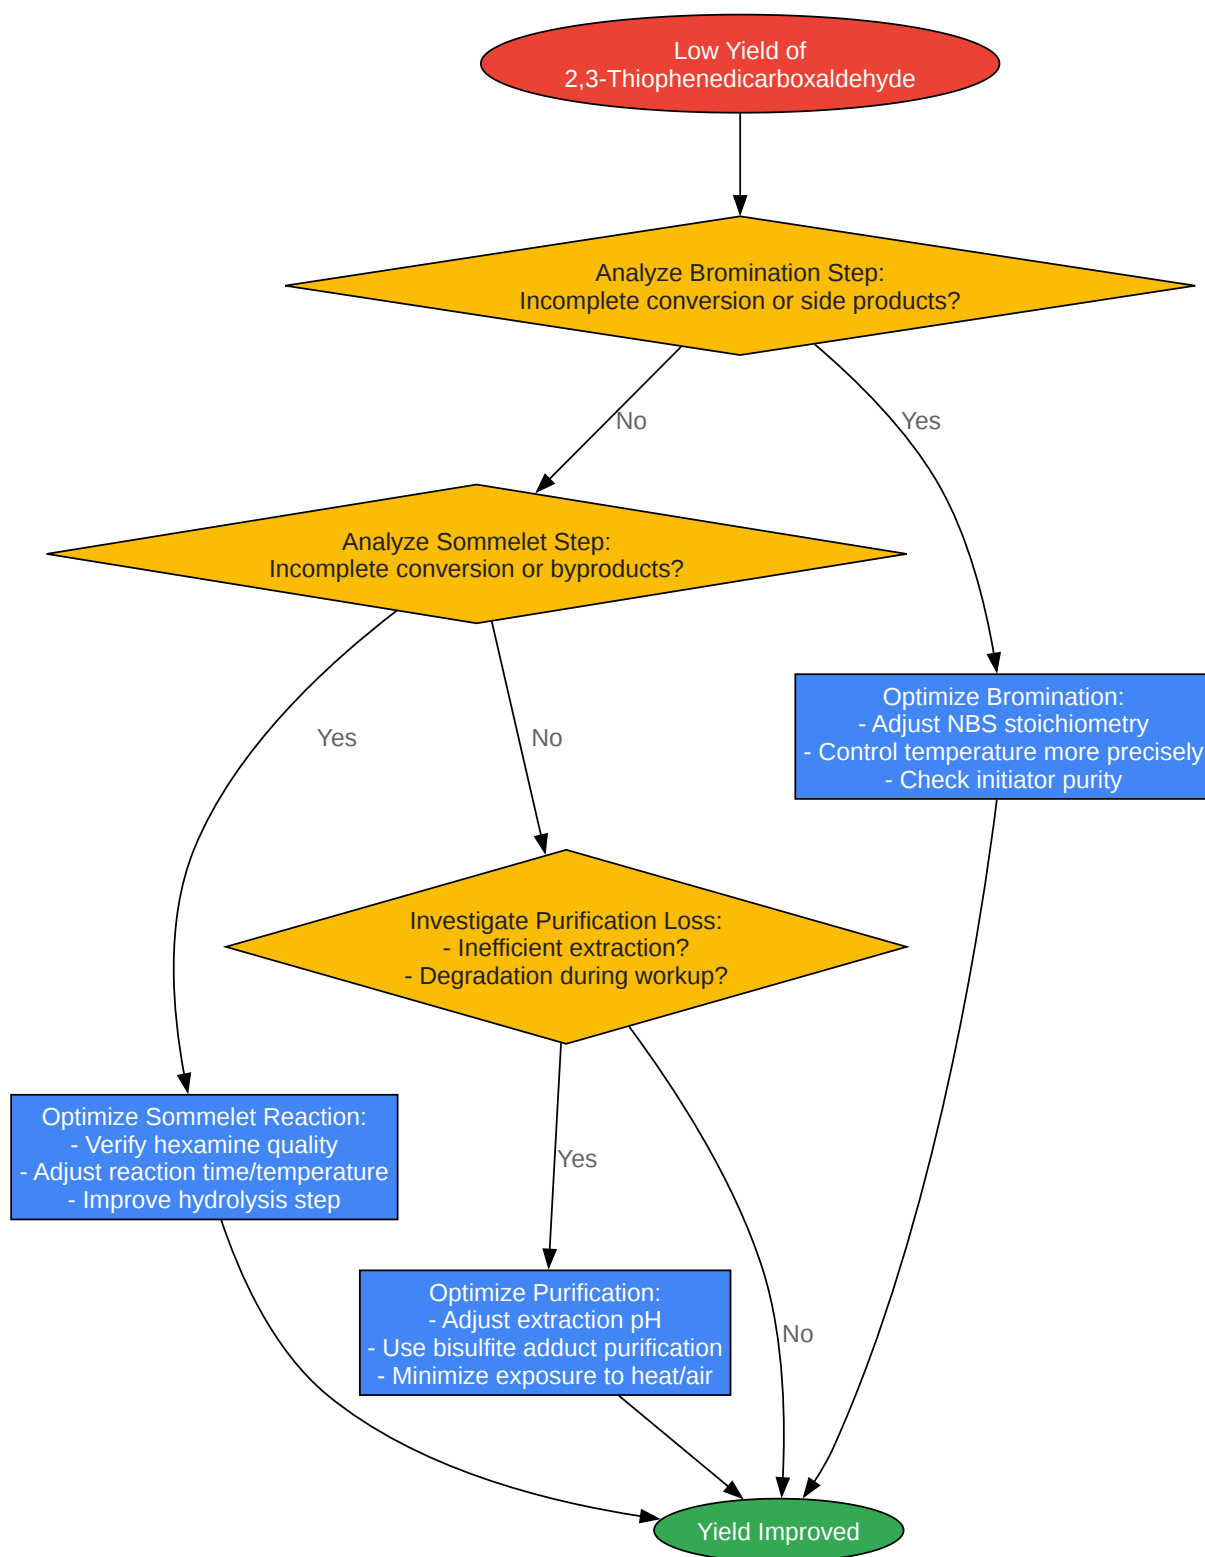 Low Yield of
2,3-Thiophenedicarboxaldehyde
Analyze Bromination Step:
Incomplete conversion or side products?
No
Yes
Analyze Sommelet Step:
Incomplete conversion or byproducts?
Optimize Bromination:
- Adjust NBS stoichiometry
- Control temperature more precisely
- Check initiator purity
Yes
No
Investigate Purification Loss:
- Inefficient extraction?
- Degradation during workup?
Optimize Sommelet Reaction:
- Verify hexamine quality
- Adjust reaction time/temperature
- Improve hydrolysis step
Yes
Optimize Purification:
- Adjust extraction pH
- Use bisulfite adduct purification
- Minimize exposure to heat/air
No
Yield Improved